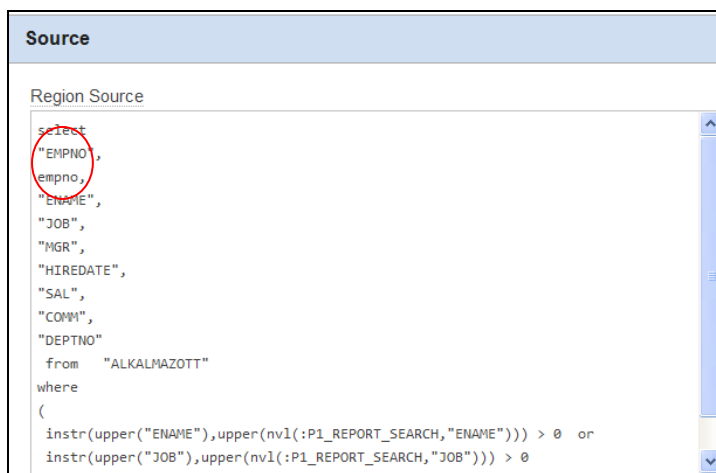 Source
Region Source
select
"EMPNO",
empno,
"ENAME",
"JOB",
"MGR",
"HIREDATE",
"SAL",
"COMM",
"DEPTNO"
from "ALKALMAZOTT"
where
(
instr(upper("ENAME"),upper(nvl(:P1_REPORT_SEARCH,"ENAME"))) > 0 or
instr(upper("JOB"),upper(nvl(:P1_REPORT_SEARCH,"JOB"))) > 0